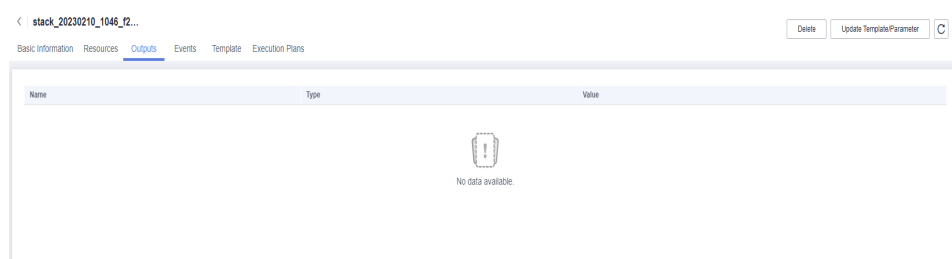 stack_20230210_1046_f2...
Delete Update Template/Parameter
Basic Information Resources Outputs Events Template Execution Plans
Name Type Value
No data available.